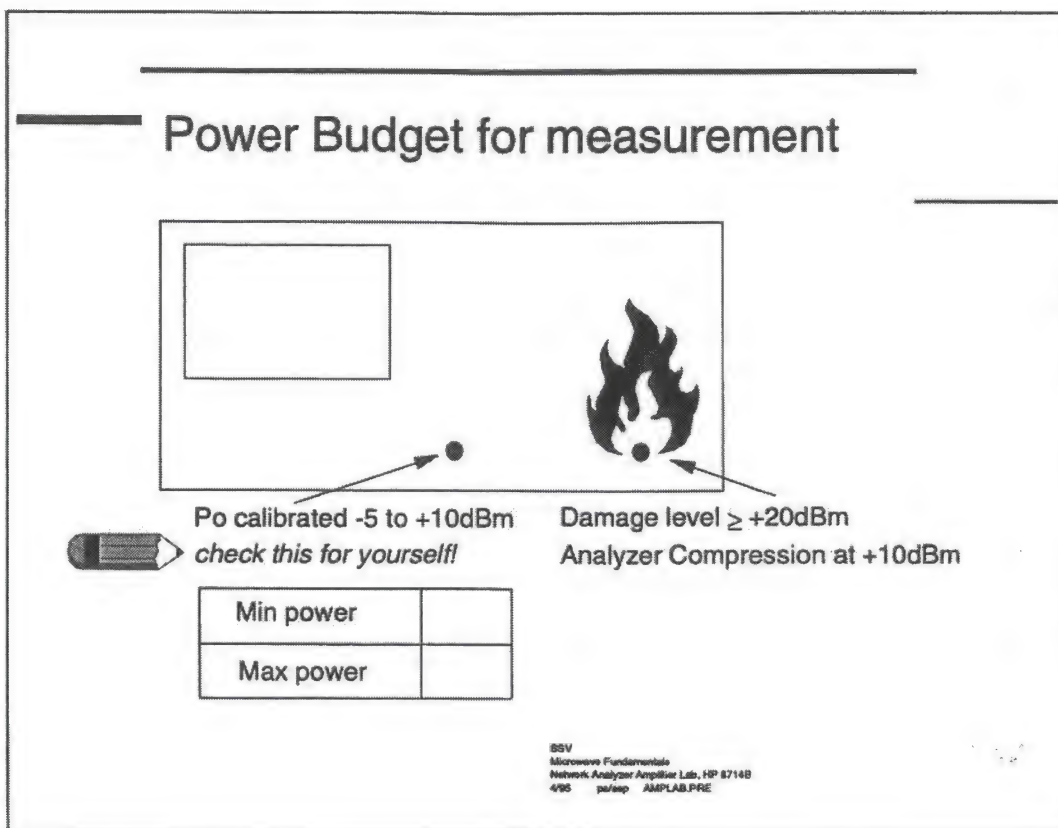 Power Budget for measurement
Po calibrated -5 to +10dBm
check this for yourself!
Damage level ≥ +20dBm
Analyzer Compression at +10dBm
Min power
Max power
Microwave Fundamentals
Network Analyzer Amplifier Lab, HP 8714B
AMPLAB.PRE